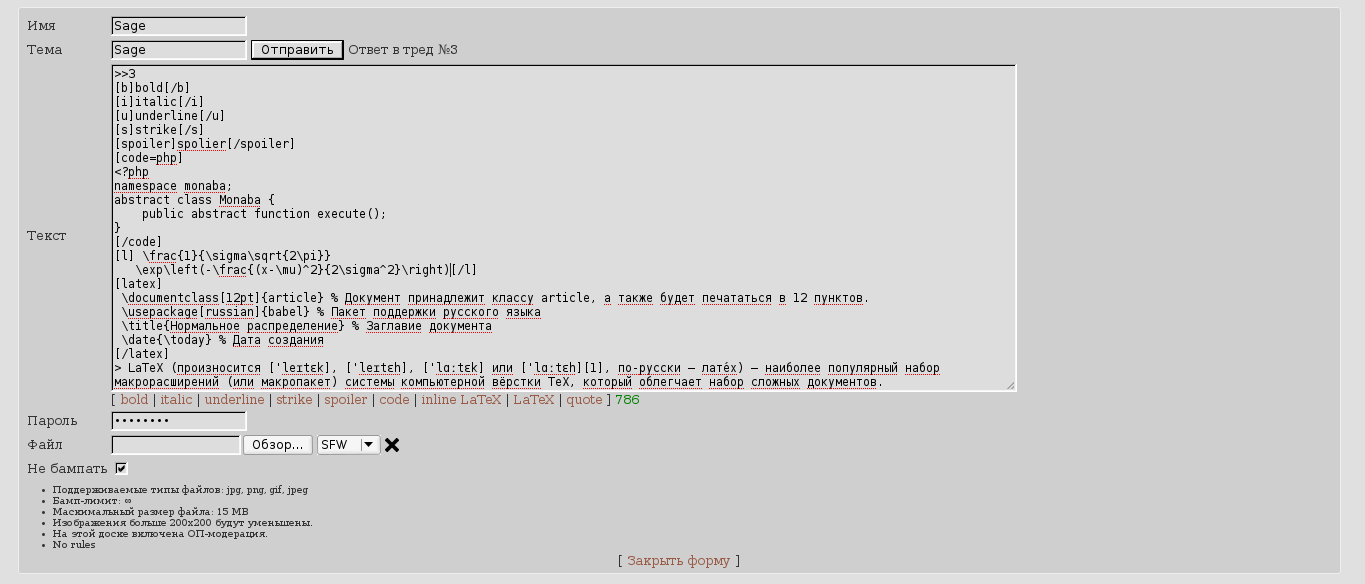 Имя Sage
Тема Sage Отправить Ответ в тред №3
Текст
>>3
[b]bold[/b]
[i]italic[/i]
[u]underline[/u]
[s]strike[/s]
[spoiler]spolier[/spoiler]
[code=php]
<?php
namespace monaba;
abstract class Monaba {
    public abstract function execute();
}
[/code]
[l] \frac{1}{\sigma\sqrt{2\pi}}
   \exp\left(-\frac{(x-\mu)^2}{2\sigma^2}\right)[/l]
[latex]
 \documentclass[12pt]{article} % Документ принадлежит классу article, а также будет печататься в 12 пунктов.
 \usepackage[russian]{babel} % Пакет поддержки русского языка
 \title{Нормальное распределение} % Заглавие документа
 \date{\today} % Дата создания
[/latex]
> LaTeX (произносится [ˈleɪtɛk], [ˈleɪtɛh], [ˈlɑːtɛk] или [ˈlɑːtɛh][1], по-русски — лате́х) — наиболее популярный набор
макрорасширений (или макропакет) системы компьютерной вёрстки TeX, который облегчает набор сложных документов.
[ bold | italic | underline | strike | spoiler | code | inline LaTeX | LaTeX | quote ] 786
Пароль ••••••••
Файл Обзор... SFW
Не бампать
• Поддерживаемые типы файлов: jpg, png, gif, jpeg
• Бамп-лимит: ∞
• Масхимальный размер файла: 15 MB
• Изображения больше 200x200 будут уменьшены.
• На этой доске включена ОП-модерация.
• No rules
[ Закрыть форму ]